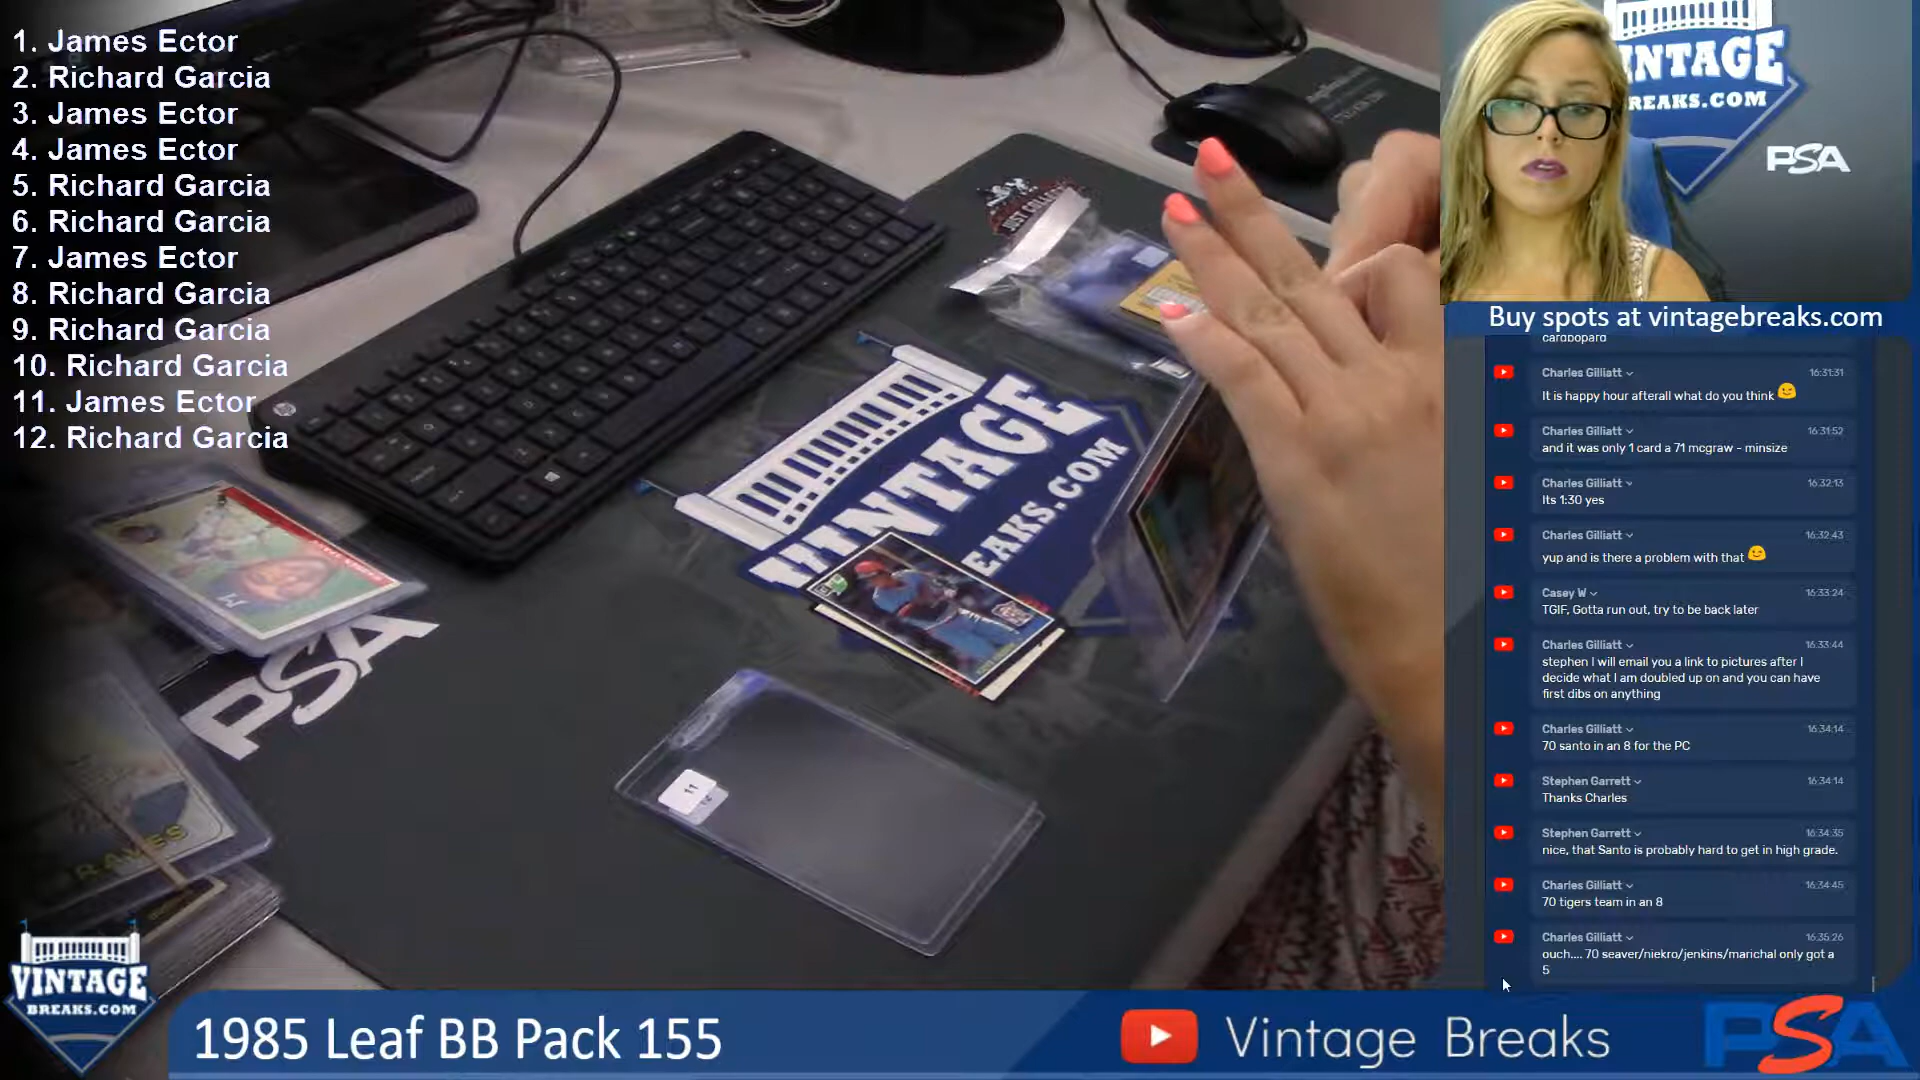 1. James Ector
2. Richard Garcia
3. James Ector
4. James Ector
5. Richard Garcia
6. Richard Garcia
7. James Ector
8. Richard Garcia
9. Richard Garcia
10. Richard Garcia
11. James Ector
12. Richard Garcia
JUST COLLECT
VINTAGE
EAKS.COM
PSA
11
BRAVES
VINTAGE
BREAKS.COM
1985 Leaf BB Pack 155
Vintage Breaks
PSA
INTAGE
REAKS.COM
PSA
Buy spots at vintagebreaks.com
cardbopard
Charles Gilliatt 16:31:31
It is happy hour afterall what do you think
Charles Gilliatt 16:31:52
and it was only 1 card a 71 mcgraw - minsize
Charles Gilliatt 16:32:13
Its 1:30 yes
Charles Gilliatt 16:32:43
yup and is there a problem with that
Casey W 16:33:24
TGIF, Gotta run out, try to be back later
Charles Gilliatt 16:33:44
stephen I will email you a link to pictures after I
decide what I am doubled up on and you can have
first dibs on anything
Charles Gilliatt 16:34:14
70 santo in an 8 for the PC
Stephen Garrett 16:34:14
Thanks Charles
Stephen Garrett 16:34:35
nice, that Santo is probably hard to get in high grade.
Charles Gilliatt 16:34:45
70 tigers team in an 8
Charles Gilliatt 16:35:26
ouch.... 70 seaver/niekro/jenkins/marichal only got a
5